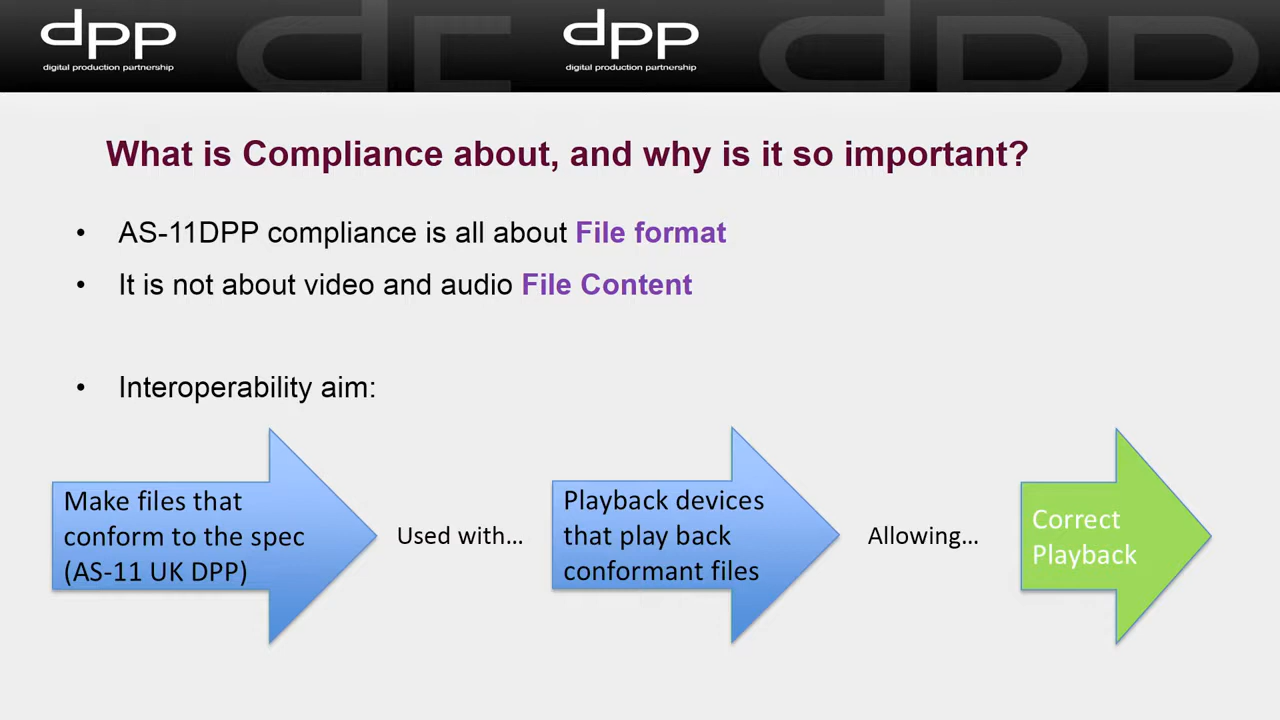 dpp
digital production partnership
dpp
digital production partnership
What is Compliance about, and why is it so important?
• AS-11DPP compliance is all about File format
• It is not about video and audio File Content
• Interoperability aim:
Make files that
conform to the spec
(AS-11 UK DPP)
Used with...
Playback devices
that play back
conformant files
Allowing...
Correct
Playback